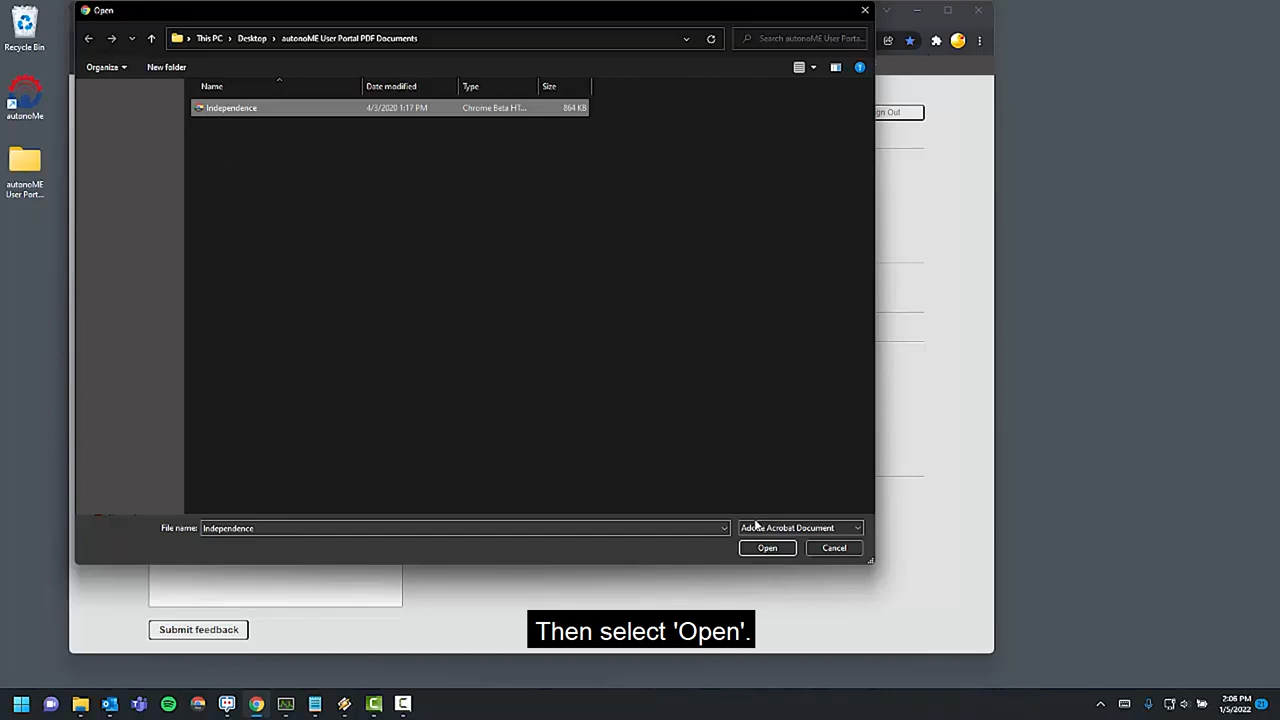 Recycle Bin
autonoMe
autonoME
User Port...
Open
This PC
Desktop
autonoME User Portal PDF Documents
Search autonoME User Porta...
Organize
New folder
Name
Date modified
Type
Size
Independence
4/3/2020 1:17 PM
Chrome Beta HT...
864 KB
gn Out
File name:
Independence
Adobe Acrobat Document
Open
Cancel
Submit feedback
Then select 'Open'.
2:06 PM
1/5/2022